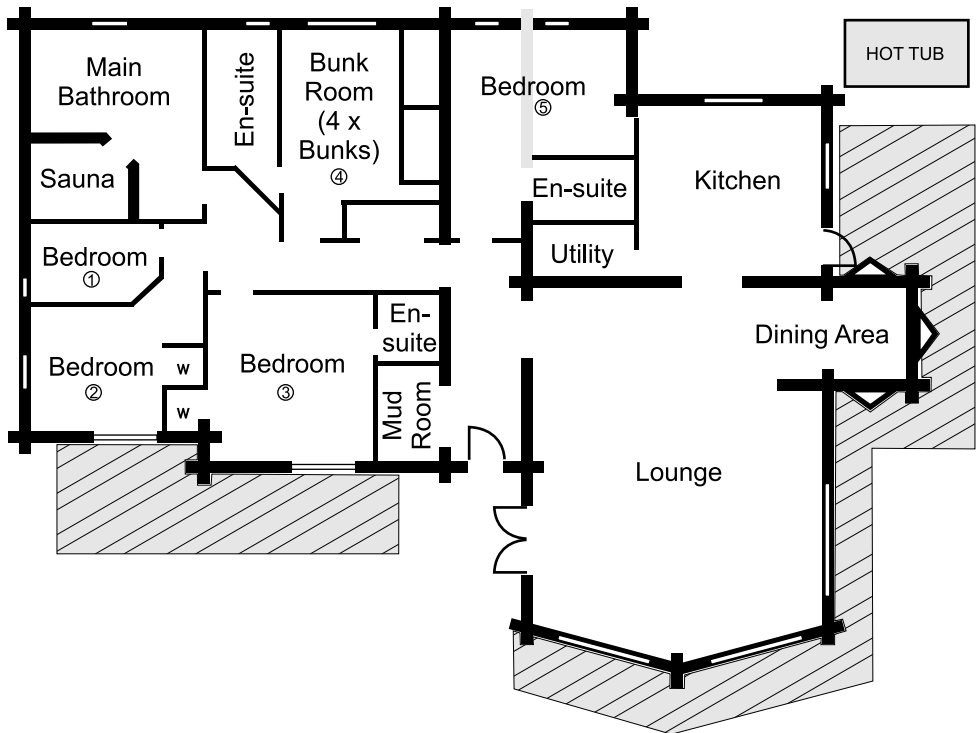 Main
Bathroom
En-suite
Bunk
Room
(4 x
Bunks)
④
Bedroom
⑤
HOT TUB
Sauna
En-suite
Kitchen
Bedroom
①
Utility
Bedroom
②
w
w
Bedroom
③
En-
suite
Mud
Room
Dining Area
Lounge